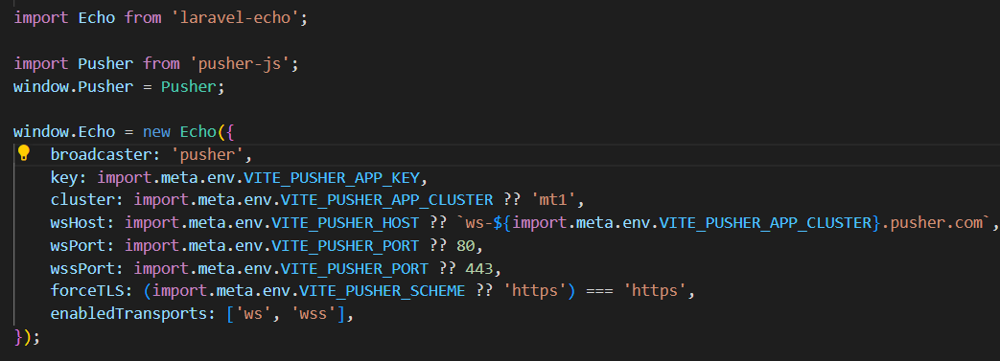 import Echo from 'laravel-echo';
import Pusher from 'pusher-js';
window.Pusher = Pusher;
window.Echo = new Echo({
broadcaster: 'pusher',
key: import.meta.env.VITE_PUSHER_APP_KEY,
cluster: import.meta.env.VITE_PUSHER_APP_CLUSTER ?? 'mt1',
wsHost: import.meta.env.VITE_PUSHER_HOST ?? `ws-${import.meta.env.VITE_PUSHER_APP_CLUSTER}.pusher.com`,
wsPort: import.meta.env.VITE_PUSHER_PORT ?? 80,
wssPort: import.meta.env.VITE_PUSHER_PORT ?? 443,
forceTLS: (import.meta.env.VITE_PUSHER_SCHEME ?? 'https') === 'https',
enabledTransports: ['ws', 'wss'],
});